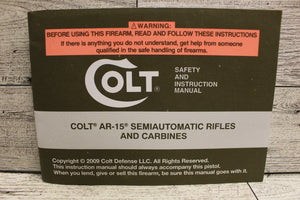 ⚠WARNING:
BEFORE USING THIS FIREARM, READ AND FOLLOW THESE INSTRUCTIONS
If there is anything you do not understand, get help from someone
qualified in the safe handling of firearms.
COLT
SAFETY
AND
INSTRUCTION
MANUAL
COLT® AR-15® SEMIAUTOMATIC RIFLES
AND CARBINES
Copyright © 2009 Colt Defense LLC. All Rights Reserved.
This instruction manual should always accompany this pistol.
When you lend, give or sell this firearm, be sure this manual goes with it.